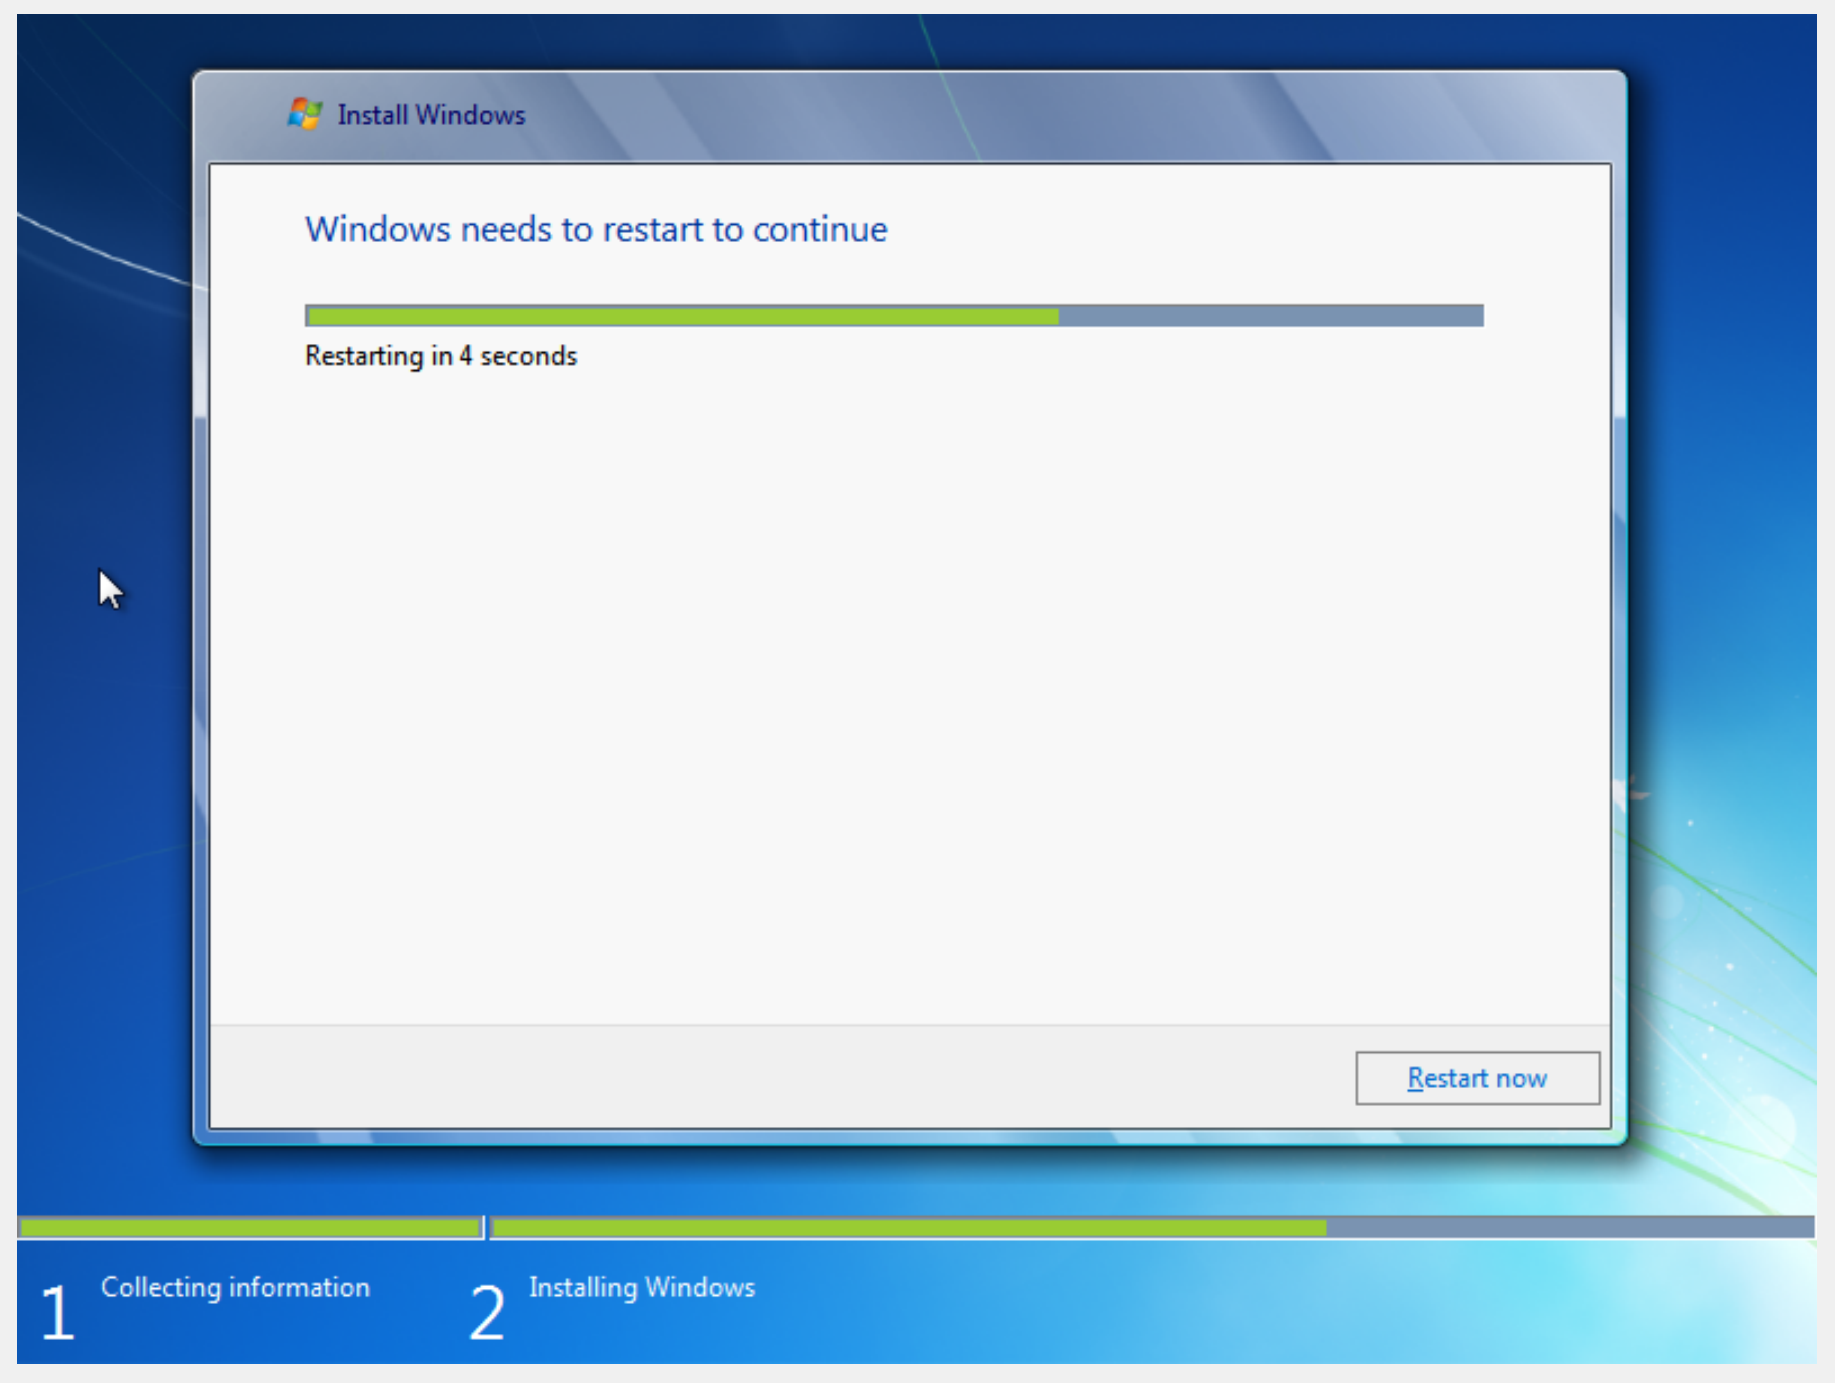 Install Windows
Windows needs to restart to continue
Restarting in 4 seconds
Restart now
1 Collecting information
2 Installing Windows